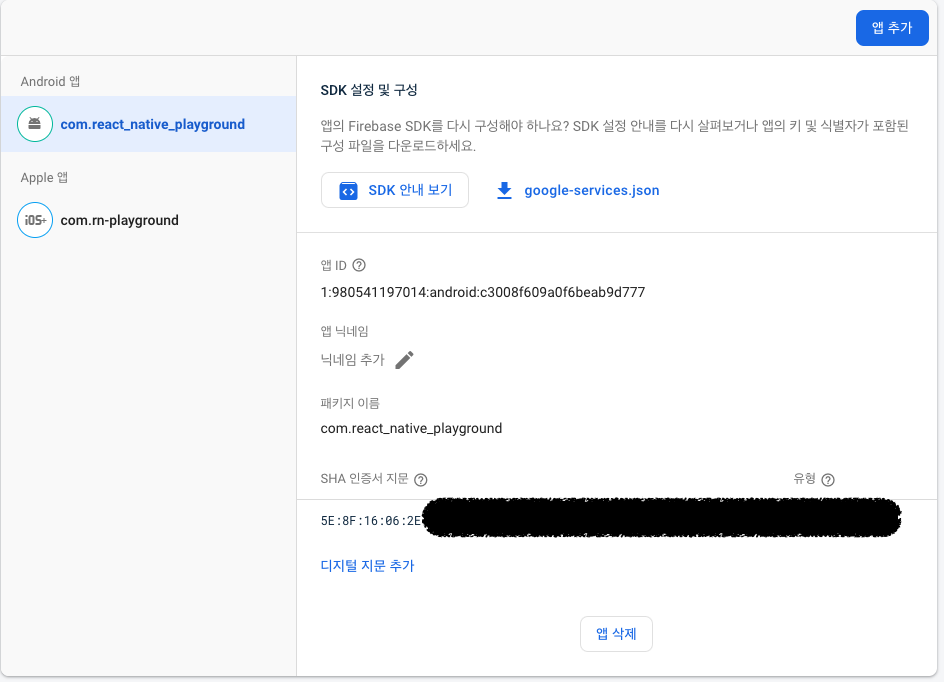 앱 추가
Android 앱
com.react_native_playground
Apple 앱
iOS+
com.rn-playground
SDK 설정 및 구성
앱의 Firebase SDK를 다시 구성해야 하나요? SDK 설정 안내를 다시 살펴보거나 앱의 키 및 식별자가 포함된
구성 파일을 다운로드하세요.
SDK 안내 보기
google-services.json
앱 ID
1:980541197014:android:c3008f609a0f6beab9d777
앱 닉네임
닉네임 추가
패키지 이름
com.react_native_playground
SHA 인증서 지문
유형
5E:8F:16:06:2E
디지털 지문 추가
앱 삭제